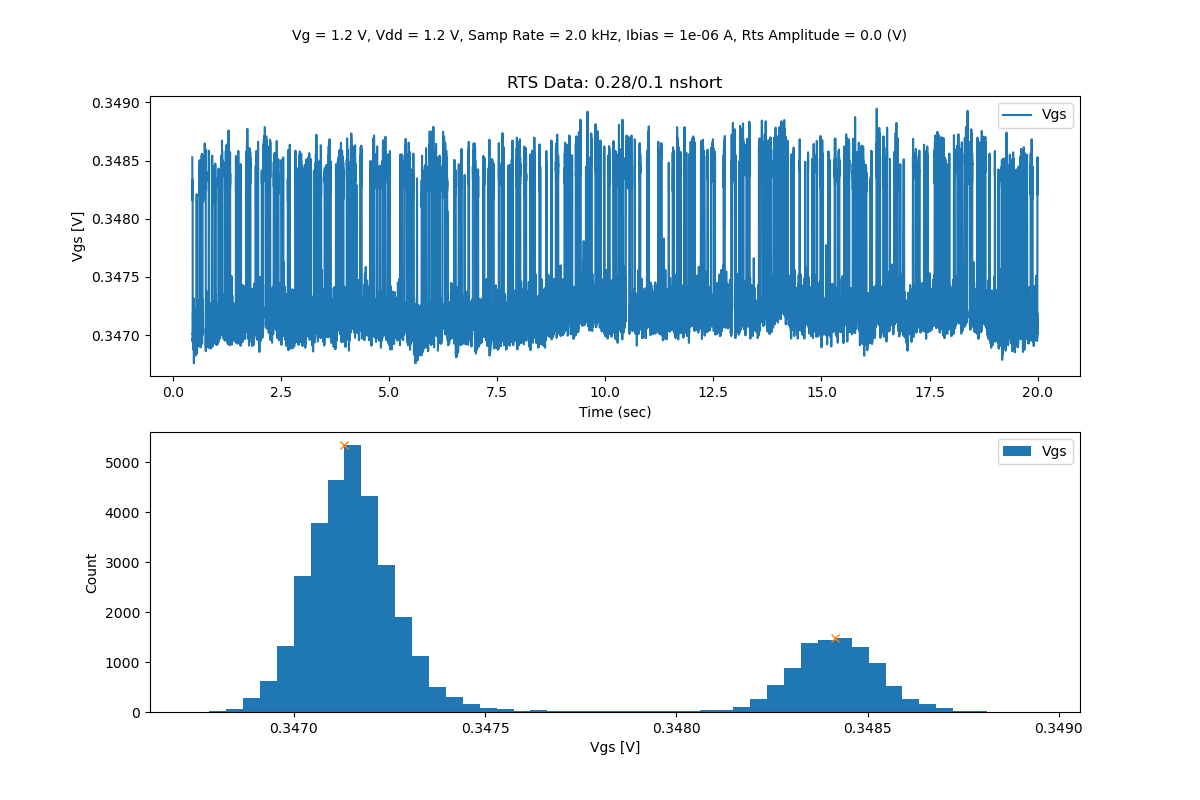 Vg = 1.2 V, Vdd = 1.2 V, Samp Rate = 2.0 kHz, Ibias = 1e-06 A, Rts Amplitude = 0.0 (V)
RTS Data: 0.28/0.1 nshort
Vgs
0.3490
0.3485
0.3480
0.3475
0.3470
Vgs [V]
0.0 2.5 5.0 7.5 10.0 12.5 15.0 17.5 20.0
Time (sec)
Vgs
5000
4000
3000
2000
1000
0
Count
0.3470 0.3475 0.3480 0.3485 0.3490
Vgs [V]